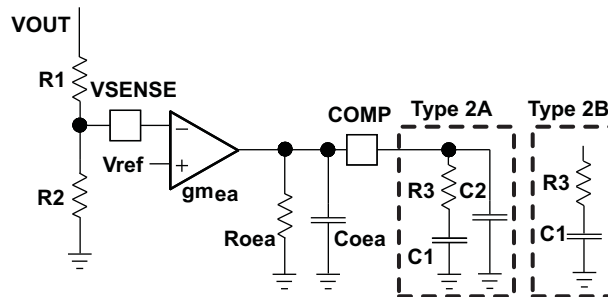 VOUT
R1
VSENSE
COMP
Type 2A
Type 2B
−
Vref
+
gmea
R2
Roea
Coea
R3
C2
C1
R3
C1